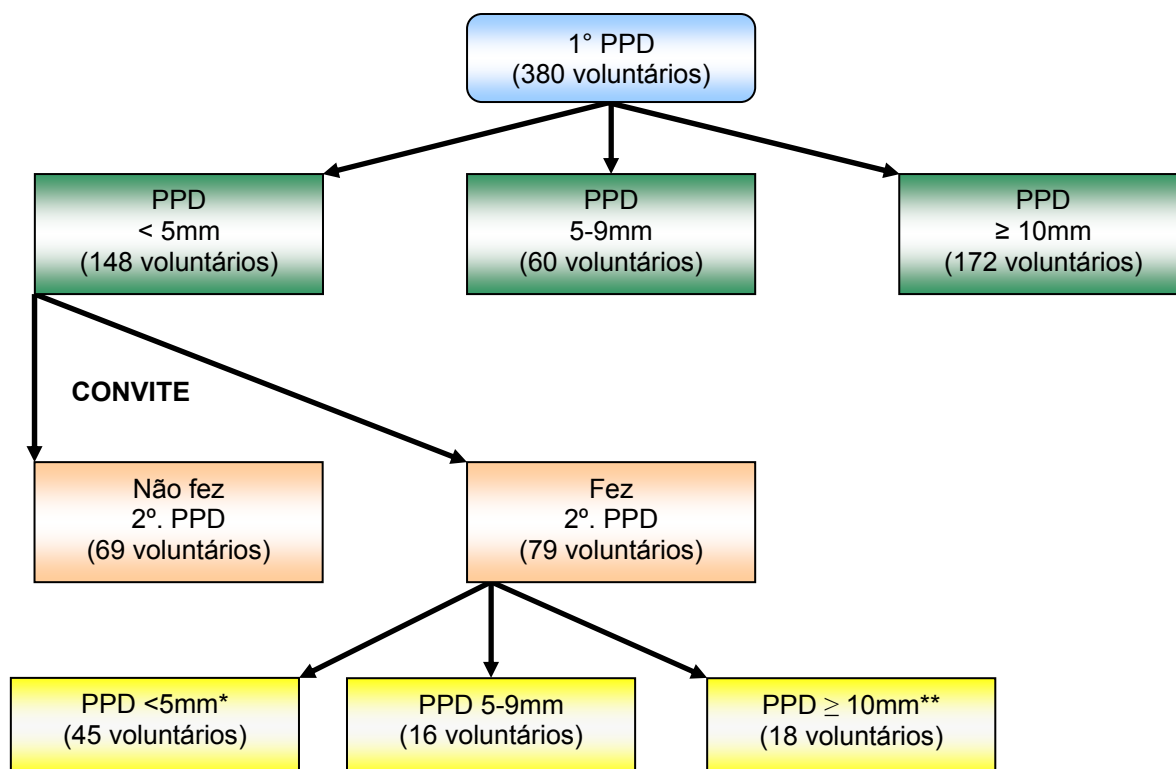 1° PPD
(380 voluntários)
PPD
< 5mm
(148 voluntários)
PPD
5-9mm
(60 voluntários)
PPD
≥ 10mm
(172 voluntários)
CONVITE
Não fez
2º. PPD
(69 voluntários)
Fez
2º. PPD
(79 voluntários)
PPD <5mm*
(45 voluntários)
PPD 5-9mm
(16 voluntários)
PPD ≥ 10mm**
(18 voluntários)